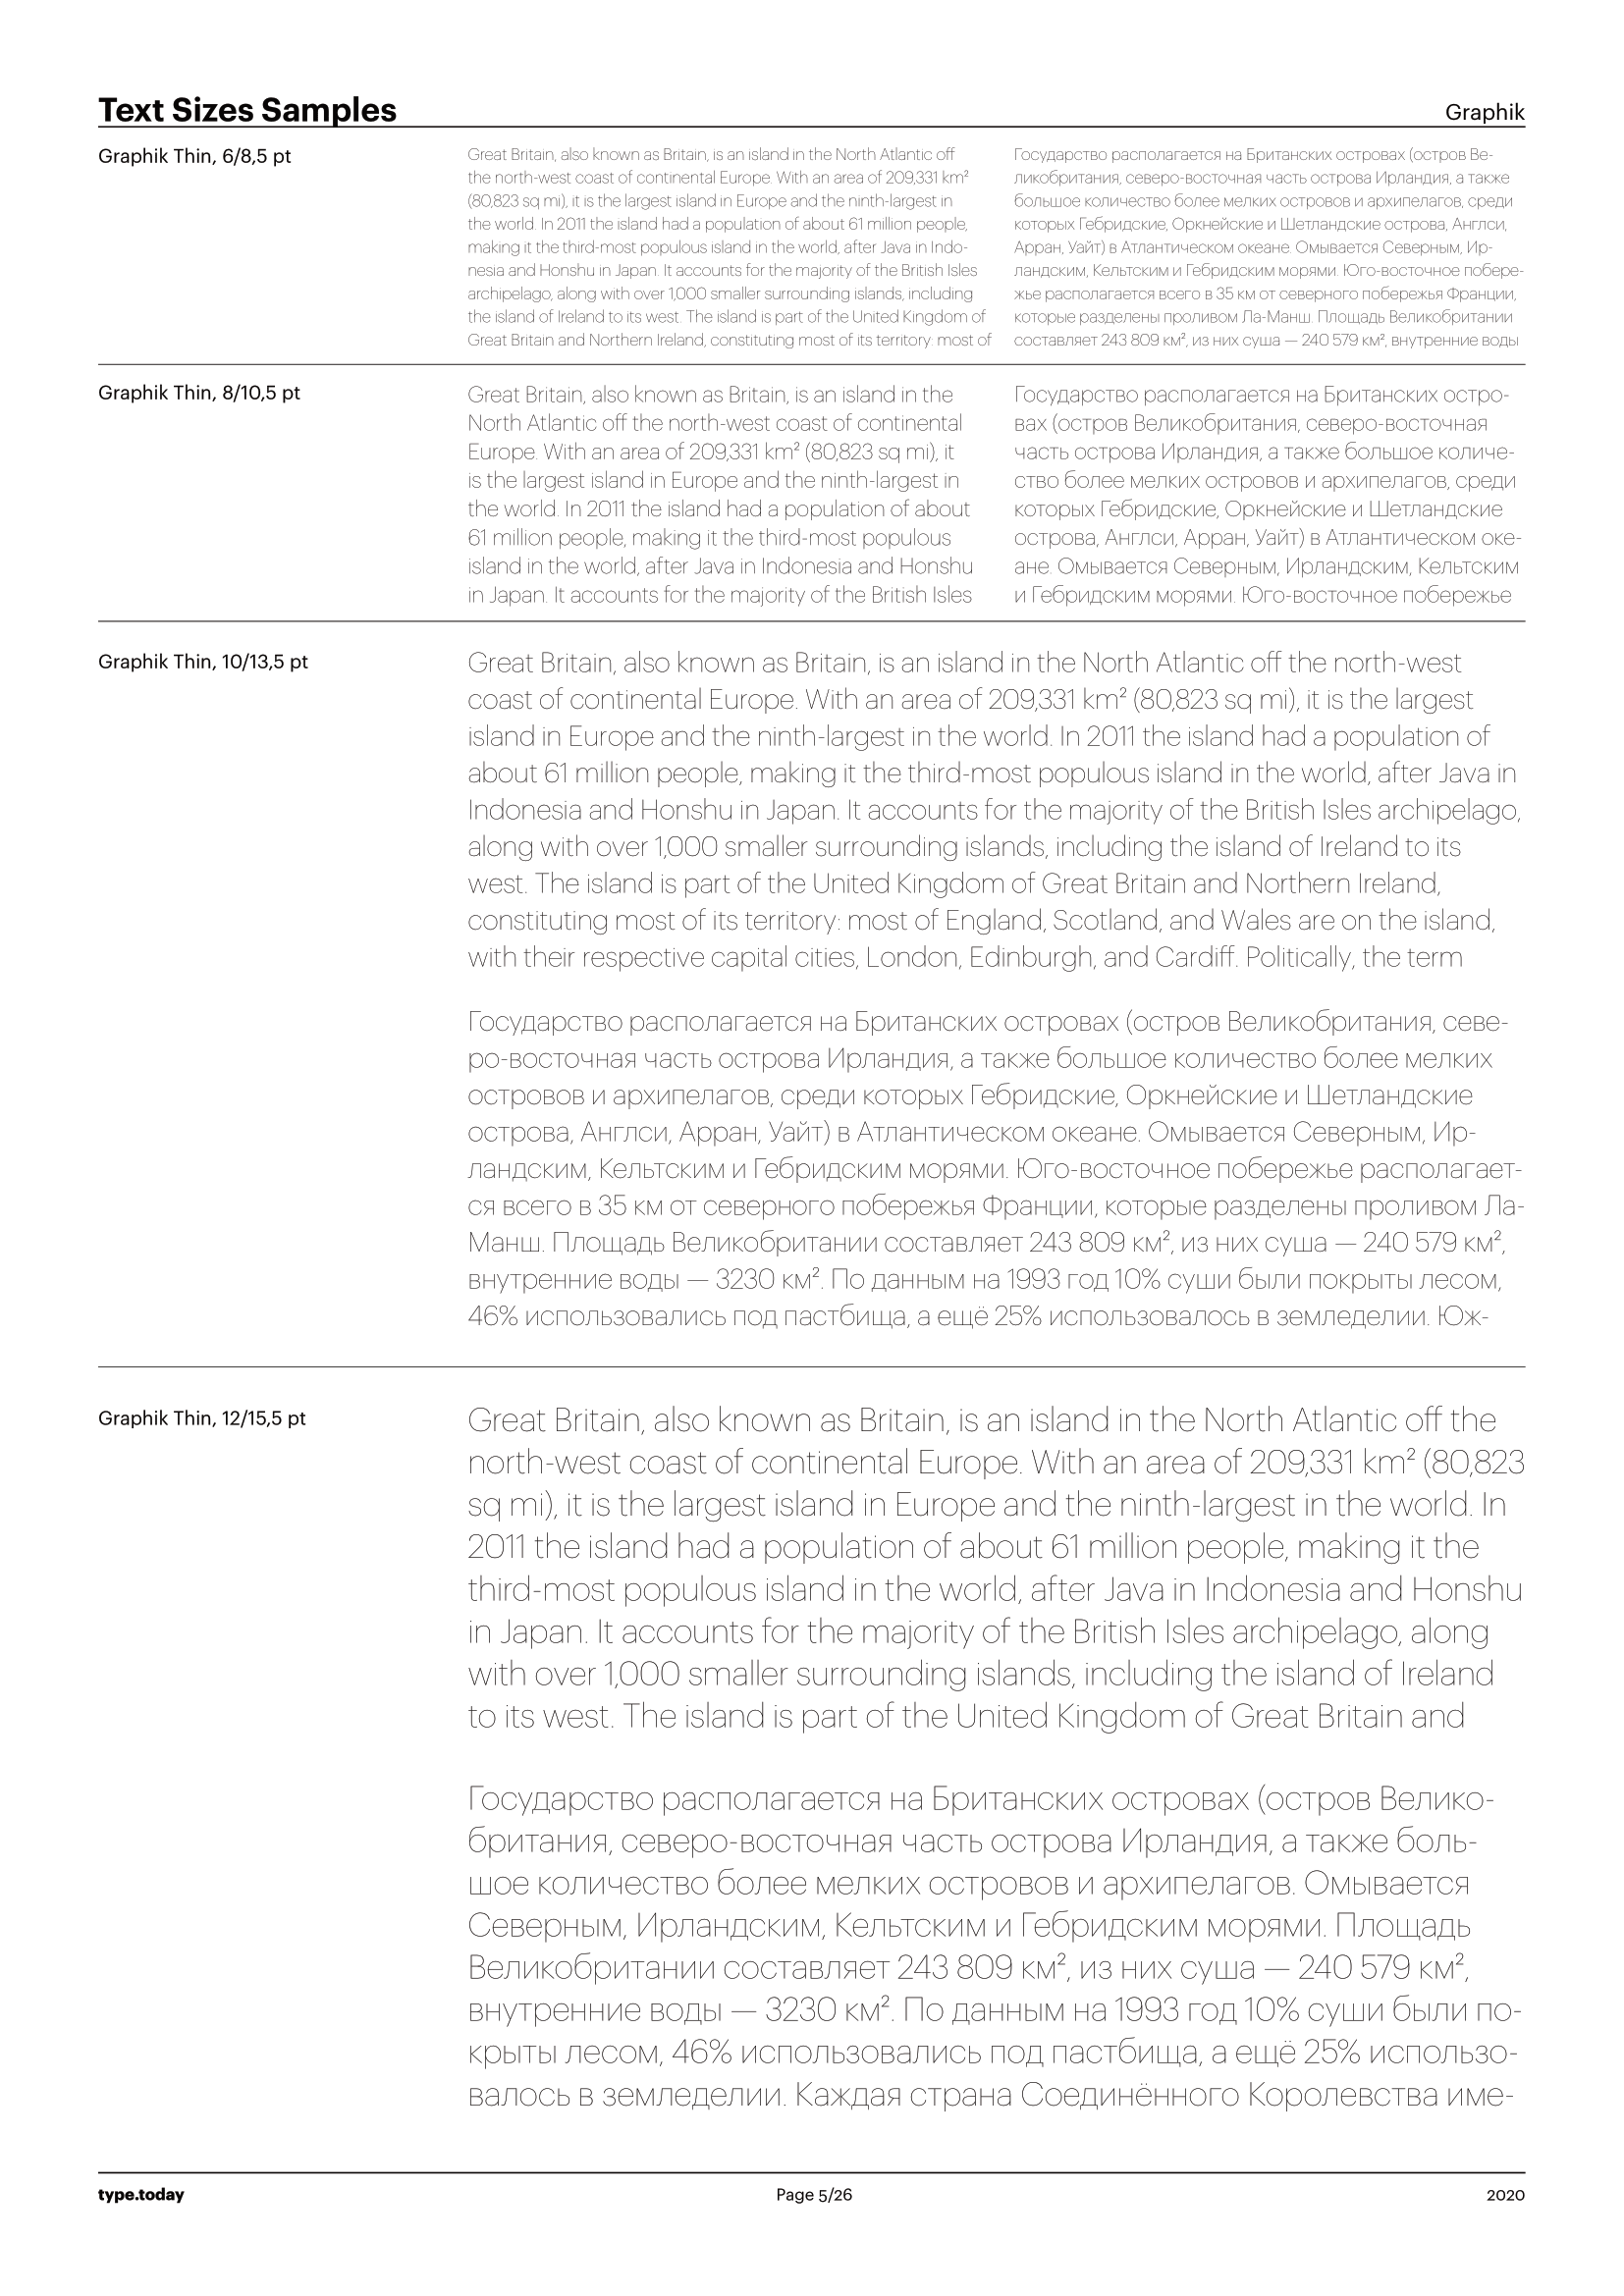 Text Sizes Samples
Graphik
Graphik Thin, 6/8,5 pt
Great Britain, also known as Britain, is an island in the North Atlantic off
the north-west coast of continental Europe. With an area of 209,331 km²
(80,823 sq mi), it is the largest island in Europe and the ninth-largest in
the world. In 2011 the island had a population of about 61 million people,
making it the third-most populous island in the world, after Java in Indo-
nesia and Honshu in Japan. It accounts for the majority of the British Isles
archipelago, along with over 1,000 smaller surrounding islands, including
the island of Ireland to its west. The island is part of the United Kingdom of
Great Britain and Northern Ireland, constituting most of its territory: most of
Государство располагается на Британских островах (остров Ве-
ликобритания, северо-восточная часть острова Ирландия, а также
большое количество более мелких островов и архипелагов, среди
которых Гебридские, Оркнейские и Шетландские острова, Англси,
Арран, Уайт) в Атлантическом океане. Омывается Северным, Ир-
ландским, Кельтским и Гебридским морями. Юго-восточное побере-
жье располагается всего в 35 км от северного побережья Франции,
которые разделены проливом Ла-Манш. Площадь Великобритании
составляет 243 809 км², из них суша — 240 579 км², внутренние воды
Graphik Thin, 8/10,5 pt
Great Britain, also known as Britain, is an island in the
North Atlantic off the north-west coast of continental
Europe. With an area of 209,331 km² (80,823 sq mi), it
is the largest island in Europe and the ninth-largest in
the world. In 2011 the island had a population of about
61 million people, making it the third-most populous
island in the world, after Java in Indonesia and Honshu
in Japan. It accounts for the majority of the British Isles
Государство располагается на Британских остро-
вах (остров Великобритания, северо-восточная
часть острова Ирландия, а также большое количе-
ство более мелких островов и архипелагов, среди
которых Гебридские, Оркнейские и Шетландские
острова, Англси, Арран, Уайт) в Атлантическом оке-
ане. Омывается Северным, Ирландским, Кельтским
и Гебридским морями. Юго-восточное побережье
Graphik Thin, 10/13,5 pt
Great Britain, also known as Britain, is an island in the North Atlantic off the north-west
coast of continental Europe. With an area of 209,331 km² (80,823 sq mi), it is the largest
island in Europe and the ninth-largest in the world. In 2011 the island had a population of
about 61 million people, making it the third-most populous island in the world, after Java in
Indonesia and Honshu in Japan. It accounts for the majority of the British Isles archipelago,
along with over 1,000 smaller surrounding islands, including the island of Ireland to its
west. The island is part of the United Kingdom of Great Britain and Northern Ireland,
constituting most of its territory: most of England, Scotland, and Wales are on the island,
with their respective capital cities, London, Edinburgh, and Cardiff. Politically, the term
Государство располагается на Британских островах (остров Великобритания, севе-
ро-восточная часть острова Ирландия, а также большое количество более мелких
островов и архипелагов, среди которых Гебридские, Оркнейские и Шетландские
острова, Англси, Арран, Уайт) в Атлантическом океане. Омывается Северным, Ир-
ландским, Кельтским и Гебридским морями. Юго-восточное побережье располагает-
ся всего в 35 км от северного побережья Франции, которые разделены проливом Ла-
Манш. Площадь Великобритании составляет 243 809 км², из них суша — 240 579 км²,
внутренние воды — 3230 км². По данным на 1993 год 10% суши были покрыты лесом,
46% использовались под пастбища, а ещё 25% использовалось в земледелии. Юж-
Graphik Thin, 12/15,5 pt
Great Britain, also known as Britain, is an island in the North Atlantic off the
north-west coast of continental Europe. With an area of 209,331 km² (80,823
sq mi), it is the largest island in Europe and the ninth-largest in the world. In
2011 the island had a population of about 61 million people, making it the
third-most populous island in the world, after Java in Indonesia and Honshu
in Japan. It accounts for the majority of the British Isles archipelago, along
with over 1,000 smaller surrounding islands, including the island of Ireland
to its west. The island is part of the United Kingdom of Great Britain and
Государство располагается на Британских островах (остров Велико-
британия, северо-восточная часть острова Ирландия, а также боль-
шое количество более мелких островов и архипелагов. Омывается
Северным, Ирландским, Кельтским и Гебридским морями. Площадь
Великобритании составляет 243 809 км², из них суша — 240 579 км²,
внутренние воды — 3230 км². По данным на 1993 год 10% суши были по-
крыты лесом, 46% использовались под пастбища, а ещё 25% использо-
валось в земледелии. Каждая страна Соединённого Королевства име-
type.today
Page 5/26
2020